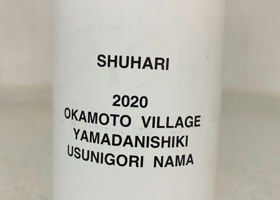 SHUHARI
2020
OKAMOTO VILLAGE
YAMADANISHIKI
USUNIGORI NAMA